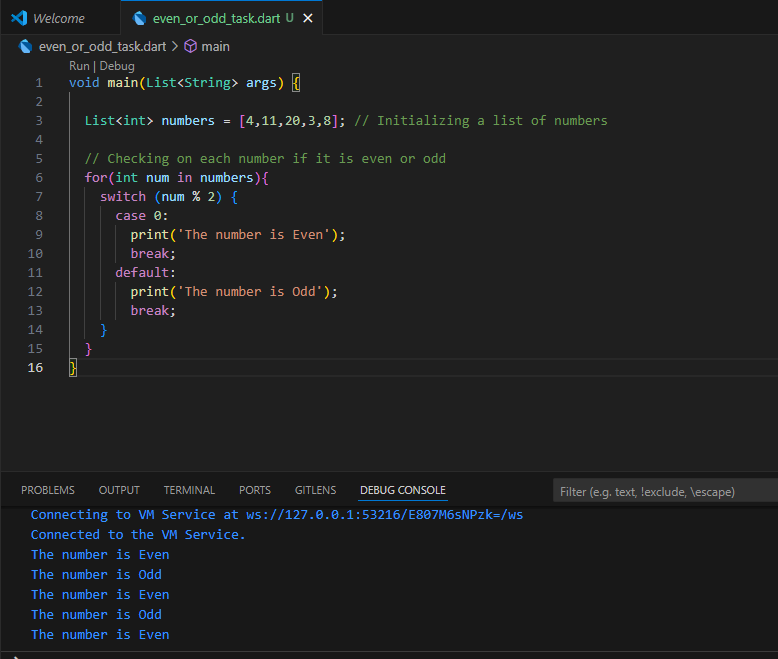 Welcome
even_or_odd_task.dart U ×
even_or_odd_task.dart > main
Run | Debug
1 void main(List<String> args) {
2
3 List<int> numbers = [4,11,20,3,8]; // Initializing a list of numbers
4
5 // Checking on each number if it is even or odd
6 for(int num in numbers){
7 switch (num % 2) {
8 case 0:
9 print('The number is Even');
10 break;
11 default:
12 print('The number is Odd');
13 break;
14 }
15 }
16 }
PROBLEMS OUTPUT TERMINAL PORTS GITLENS DEBUG CONSOLE Filter (e.g. text, !exclude, \escape)
Connecting to VM Service at ws://127.0.0.1:53216/E807M6sNPzk=/ws
Connected to the VM Service.
The number is Even
The number is Odd
The number is Even
The number is Odd
The number is Even